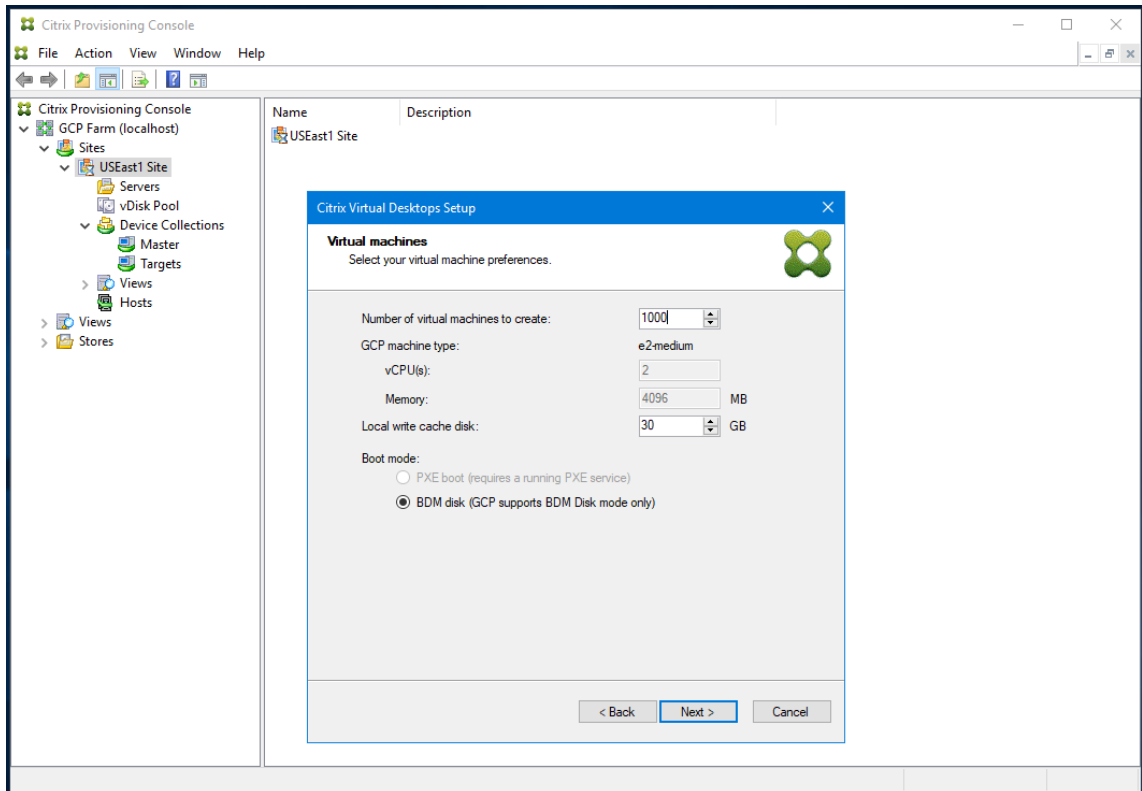 Citrix Provisioning Console
File Action View Window Help
Citrix Provisioning Console
GCP Farm (localhost)
Sites
USEast1 Site
Servers
vDisk Pool
Device Collections
Master
Targets
Views
Hosts
Views
Stores
Name Description
USEast1 Site
Citrix Virtual Desktops Setup
Virtual machines
Select your virtual machine preferences.
Number of virtual machines to create: 1000
GCP machine type: e2-medium
vCPU(s): 2
Memory: 4096 MB
Local write cache disk: 30 GB
Boot mode:
PXE boot (requires a running PXE service)
BDM disk (GCP supports BDM Disk mode only)
< Back Next > Cancel